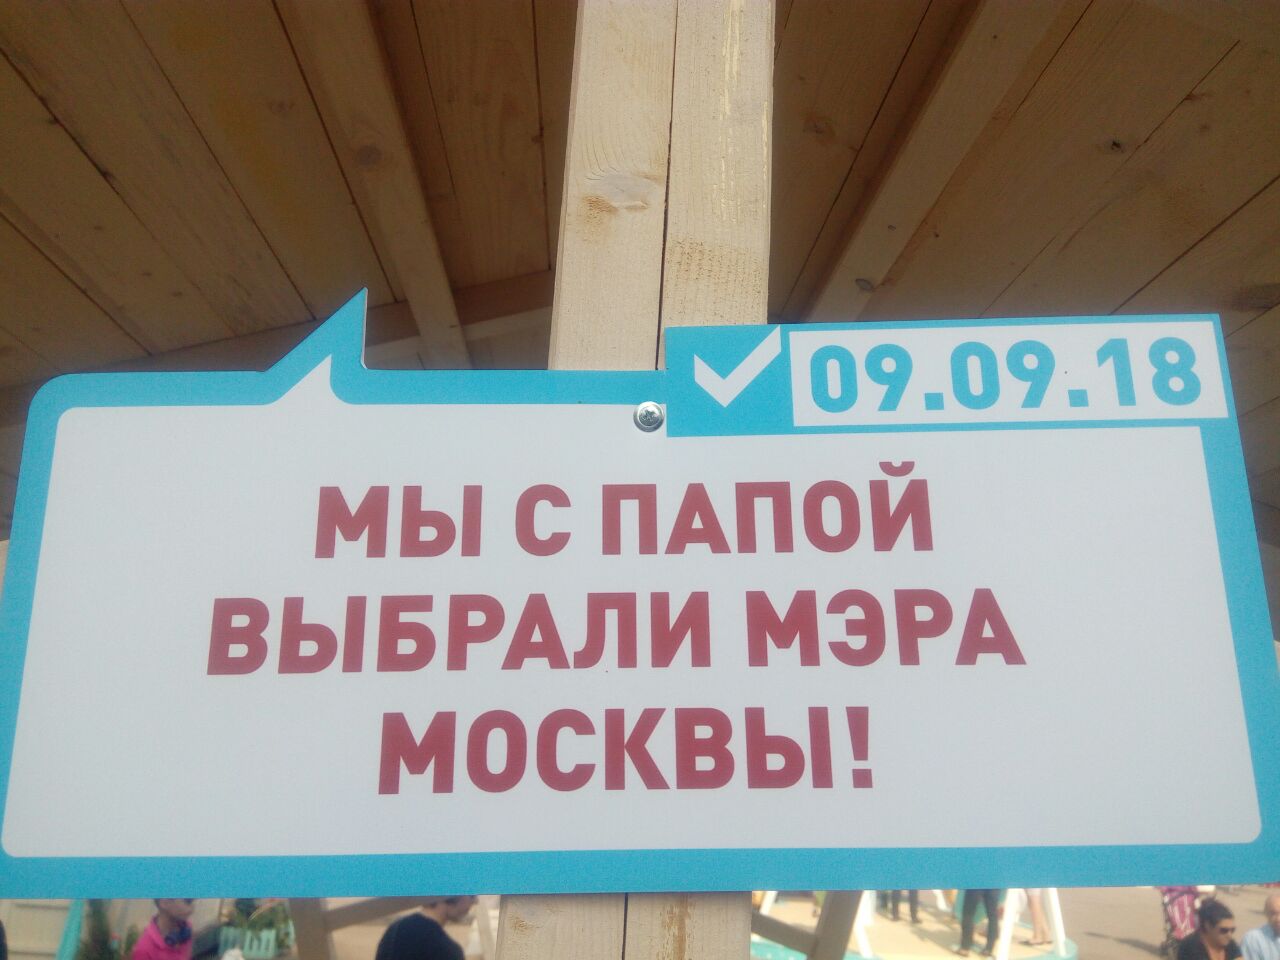 09.09.18
МЫ С ПАПОЙ
ВЫБРАЛИ МЭРА
МОСКВЫ!